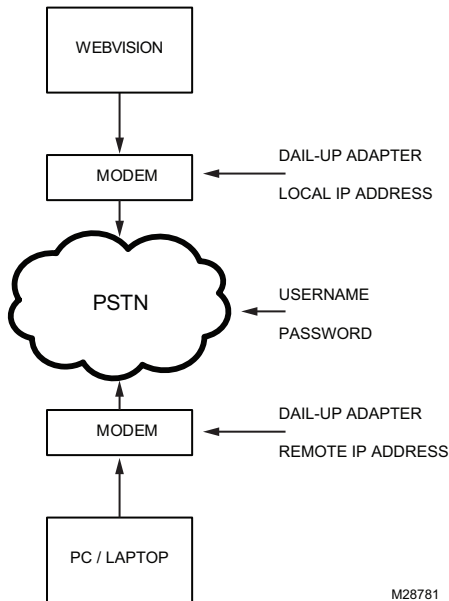 WEBVISION
MODEM
DAIL-UP ADAPTER
LOCAL IP ADDRESS
PSTN
USERNAME
PASSWORD
MODEM
DAIL-UP ADAPTER
REMOTE IP ADDRESS
PC / LAPTOP
M28781